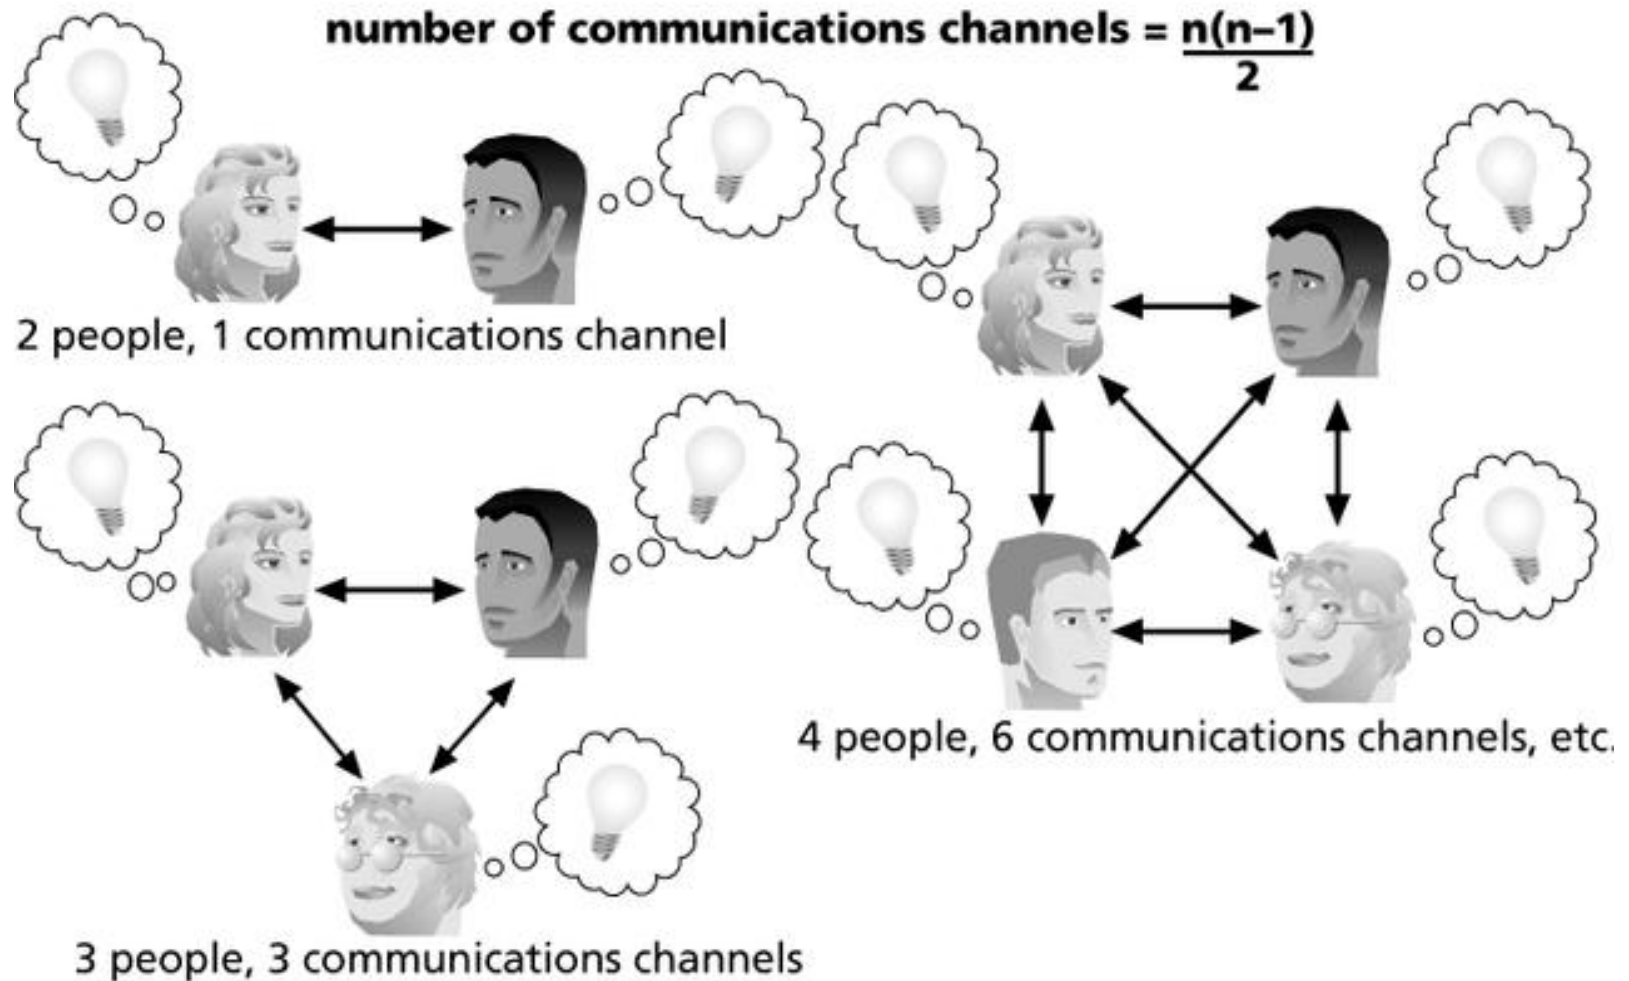 number of communications channels = n(n–1)
2
2 people, 1 communications channel
4 people, 6 communications channels, etc.
3 people, 3 communications channels